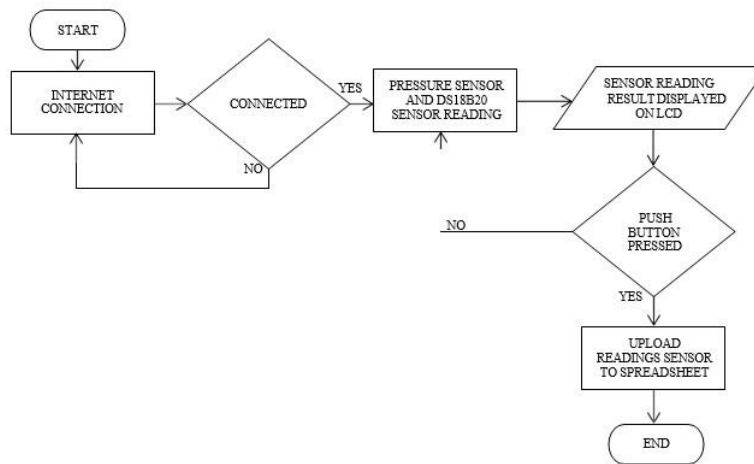 START
INTERNET
CONNECTION
CONNECTED
YES
NO
PRESSURE SENSOR
AND DS18B20
SENSOR READING
SENSOR READING
RESULT DISPLAYED
ON LCD
PUSH
BUTTON
PRESSED
NO
YES
UPLOAD
READINGS SENSOR
TO SPREADSHEET
END